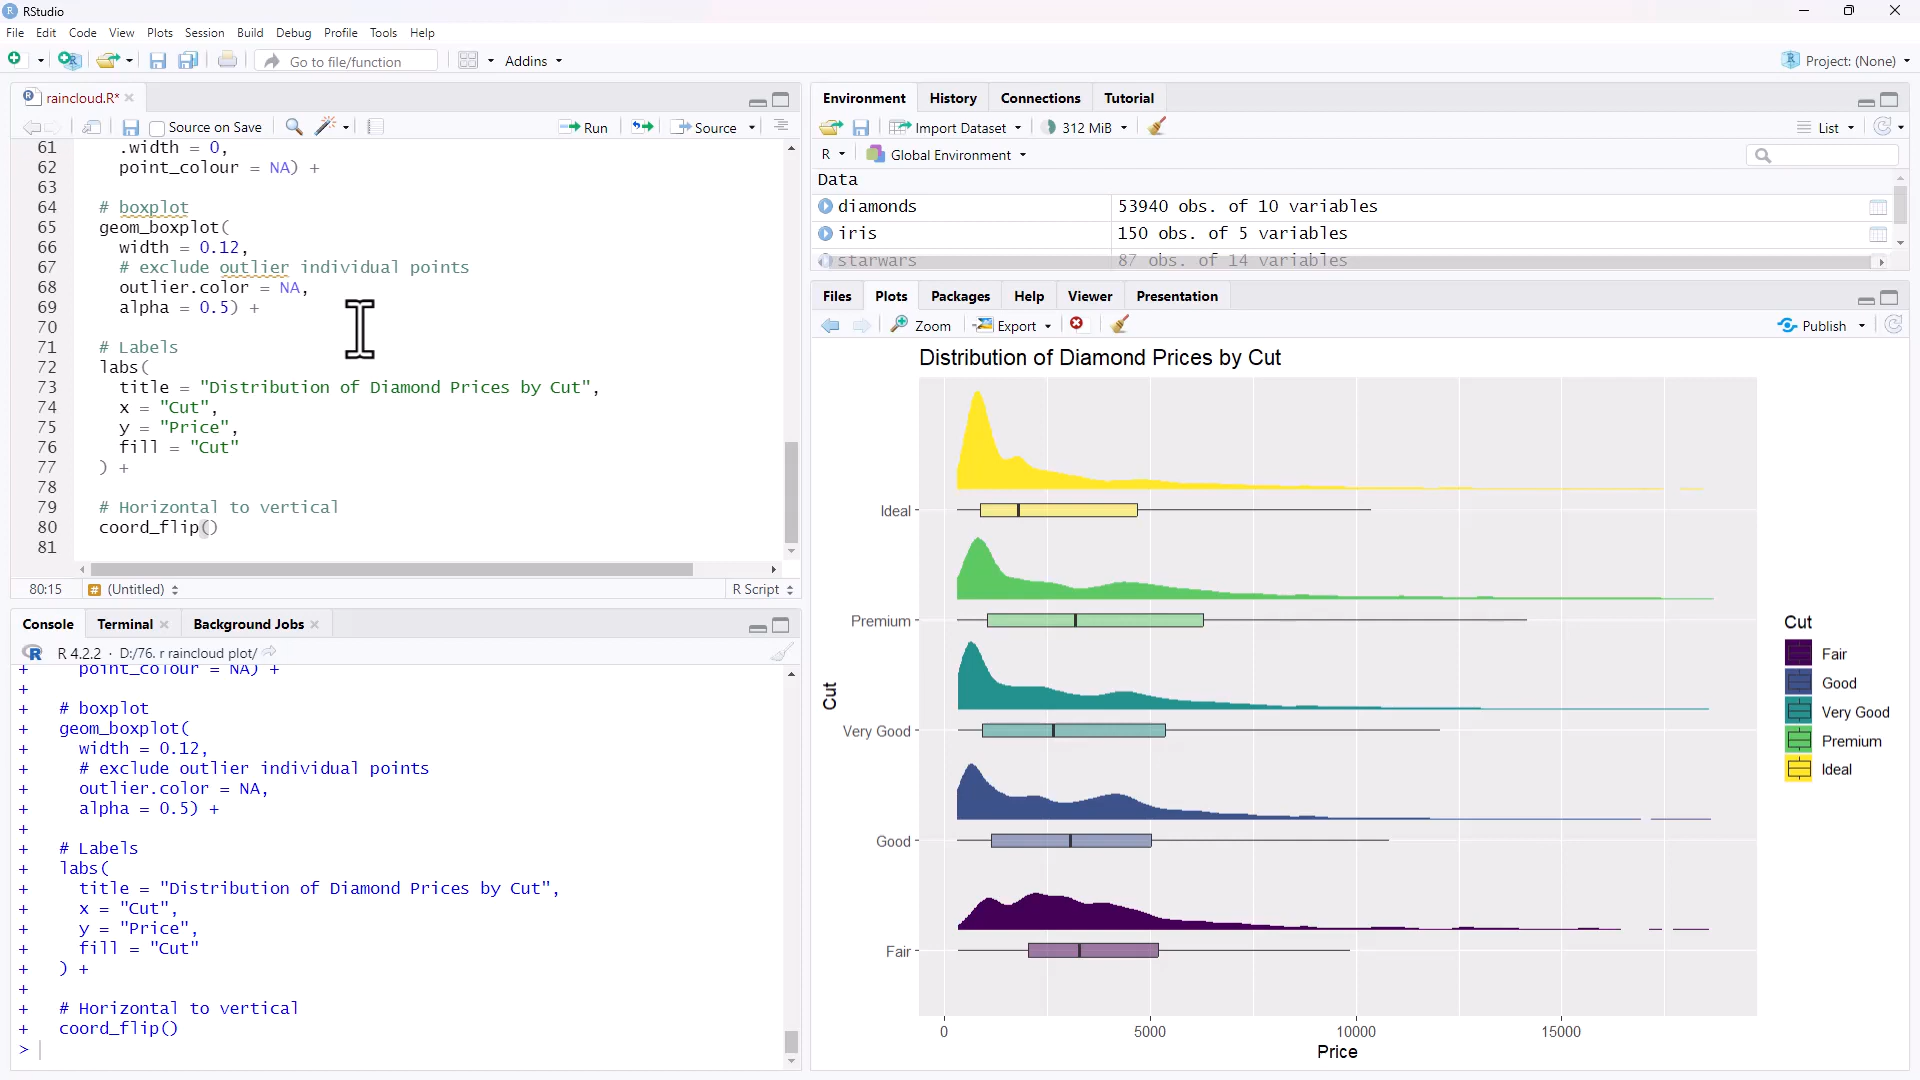 RStudio
File Edit Code View Plots Session Build Debug Profile Tools Help
Go to file/function Addins Project: (None)
raincloud.R*
Source on Save Run Source
61 .width = 0,
62 point_colour = NA) +
63
64 # boxplot
65 geom_boxplot(
66 width = 0.12,
67 # exclude outlier individual points
68 outlier.color = NA,
69 alpha = 0.5) +
70
71 # Labels
72 labs(
73 title = "Distribution of Diamond Prices by Cut",
74 x = "Cut",
75 y = "Price",
76 fill = "Cut"
77 ) +
78
79 # Horizontal to vertical
80 coord_flip()
81
80:15 (Untitled) R Script
Console Terminal Background Jobs
R 4.2.2 · D:/76. r raincloud plot/
+ point_colour = NA) +
+
+ # boxplot
+ geom_boxplot(
+ width = 0.12,
+ # exclude outlier individual points
+ outlier.color = NA,
+ alpha = 0.5) +
+
+ # Labels
+ labs(
+ title = "Distribution of Diamond Prices by Cut",
+ x = "Cut",
+ y = "Price",
+ fill = "Cut"
+ ) +
+
+ # Horizontal to vertical
+ coord_flip()
>
Environment History Connections Tutorial
Import Dataset 312 MiB List
R Global Environment
Data
diamonds 53940 obs. of 10 variables
iris 150 obs. of 5 variables
starwars 87 obs. of 14 variables
Files Plots Packages Help Viewer Presentation
Zoom Export Publish
Distribution of Diamond Prices by Cut
Ideal
Premium
Very Good
Good
Fair
Cut
0 5000 10000 15000
Price
Cut
Fair
Good
Very Good
Premium
Ideal